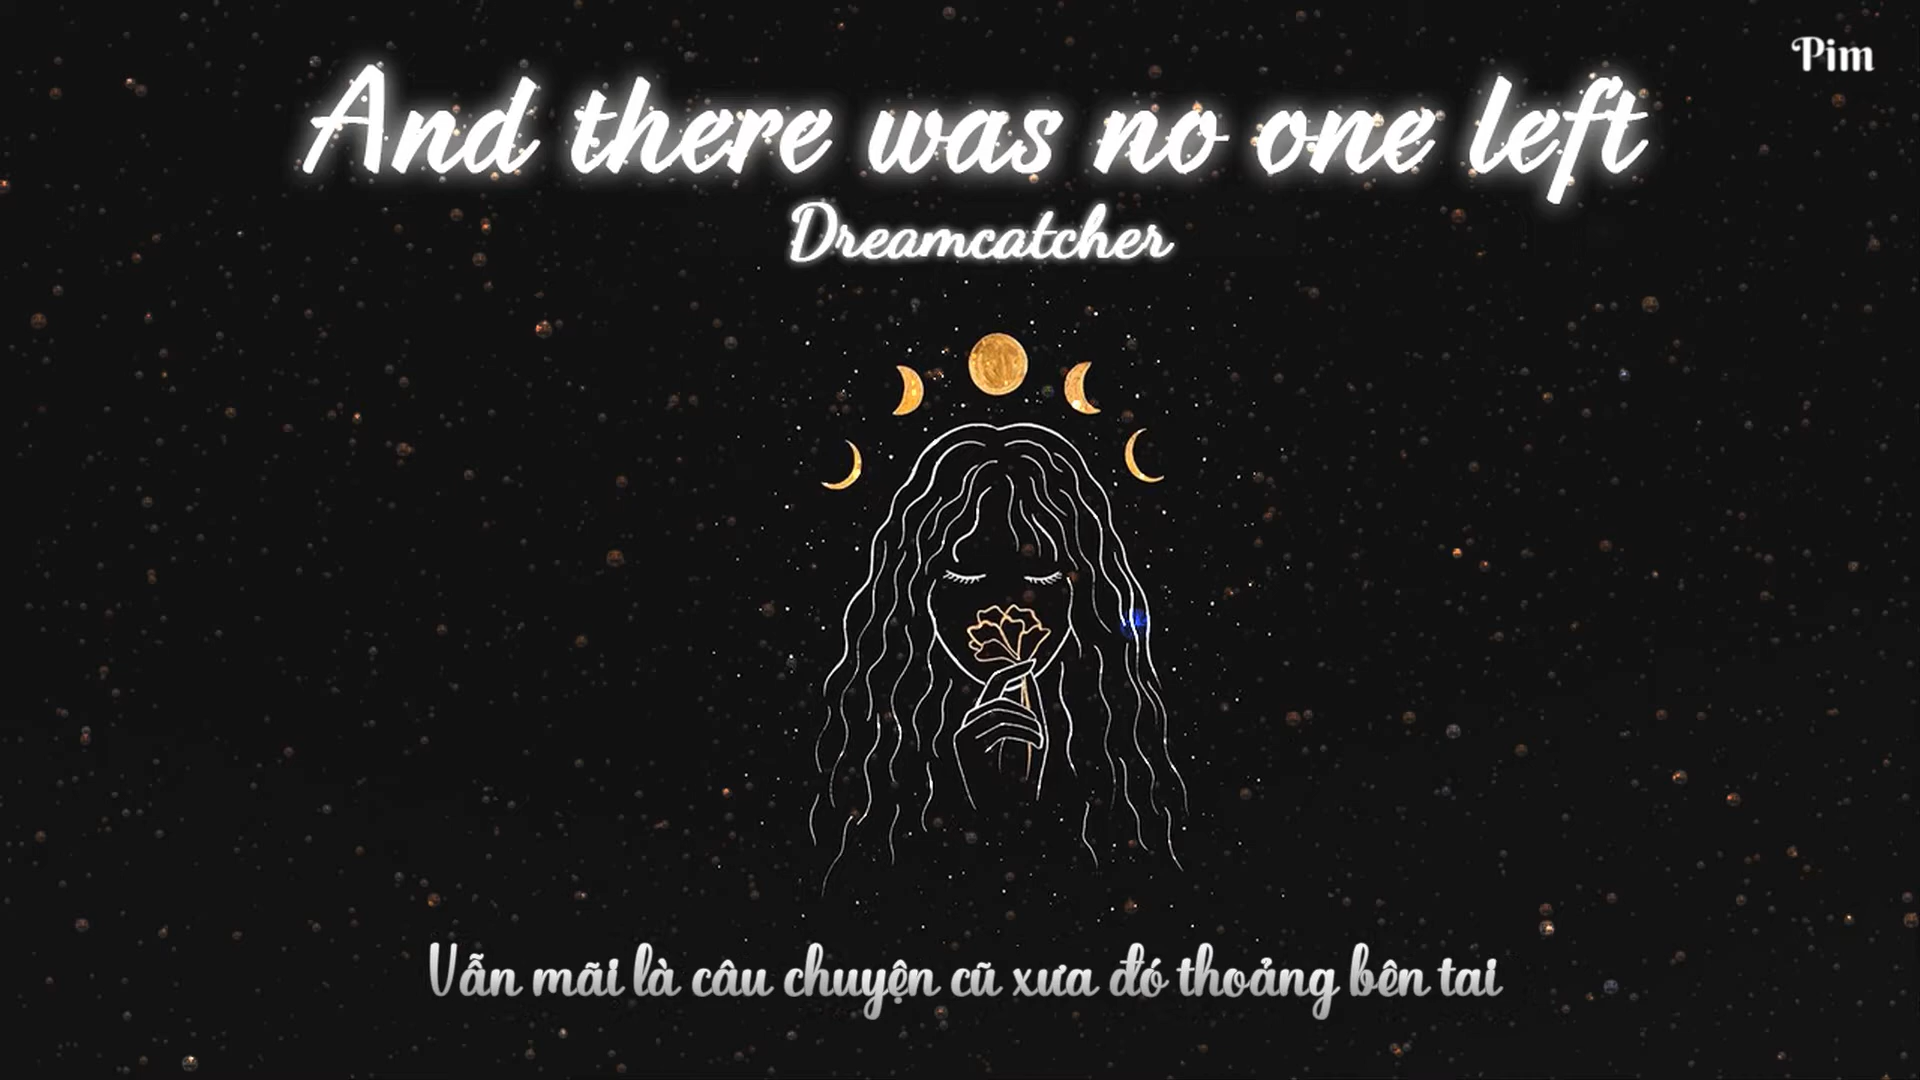 Pim
And there was no one left
Dreamcatcher
Vẫn mãi là câu chuyện cũ xưa đó thoảng bên tai